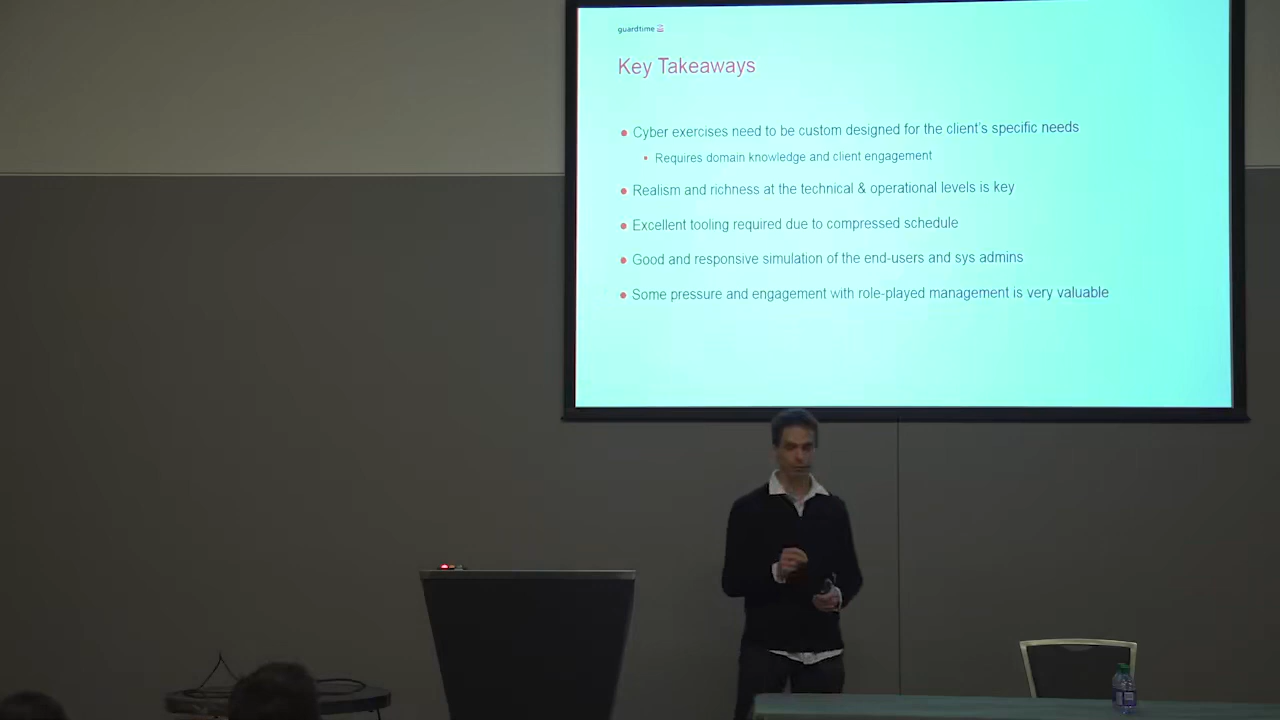 guardtime
Key Takeaways
Cyber exercises need to be custom designed for the client's specific needs
Requires domain knowledge and client engagement
Realism and richness at the technical & operational levels is key
Excellent tooling required due to compressed schedule
Good and responsive simulation of the end-users and sys admins
Some pressure and engagement with role-played management is very valuable